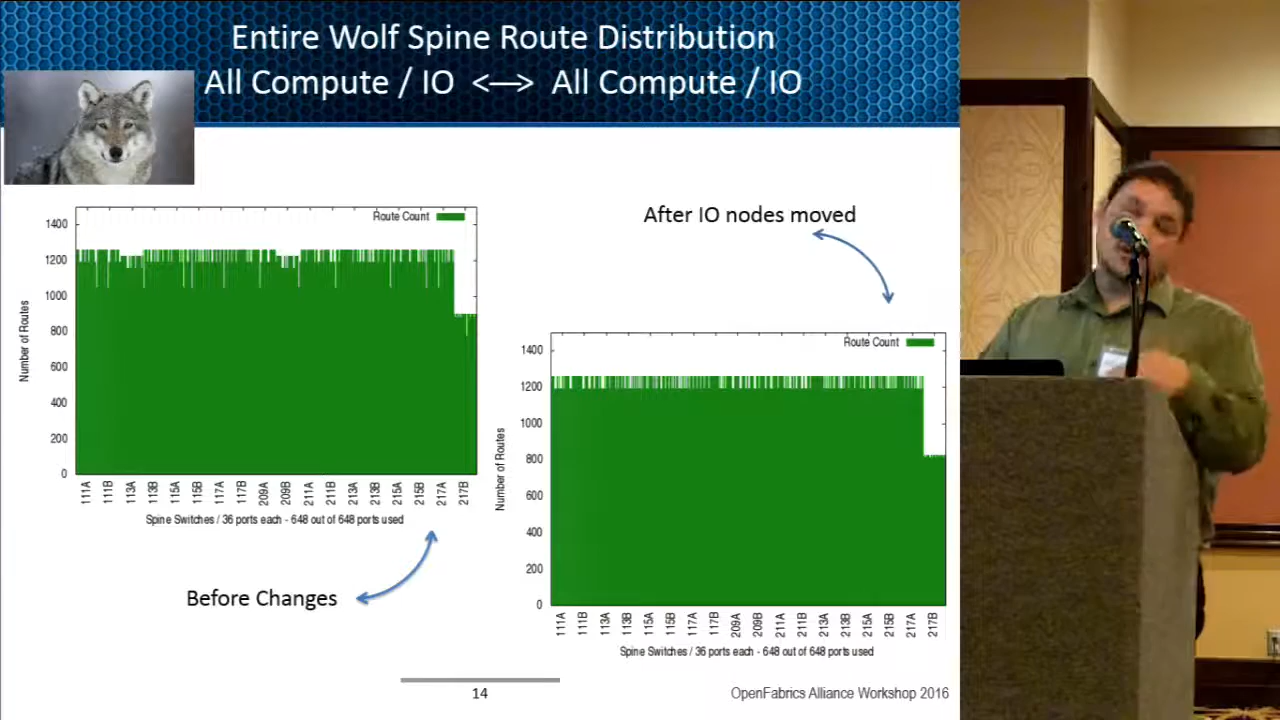 Entire Wolf Spine Route Distribution
All Compute / IO <—> All Compute / IO
1400
1200
1000
800
600
400
200
0
Number of Routes
Route Count
111A
111B
113A
113B
115A
115B
117A
117B
209A
209B
211A
211B
213A
213B
215A
215B
217A
217B
Spine Switches / 36 ports each - 648 out of 648 ports used
Before Changes
After IO nodes moved
1400
1200
1000
800
600
400
200
0
Number of Routes
Route Count
111A
111B
113A
113B
115A
115B
117A
117B
209A
209B
211A
211B
213A
213B
215A
215B
217A
217B
Spine Switches / 36 ports each - 648 out of 648 ports used
14
OpenFabrics Alliance Workshop 2016